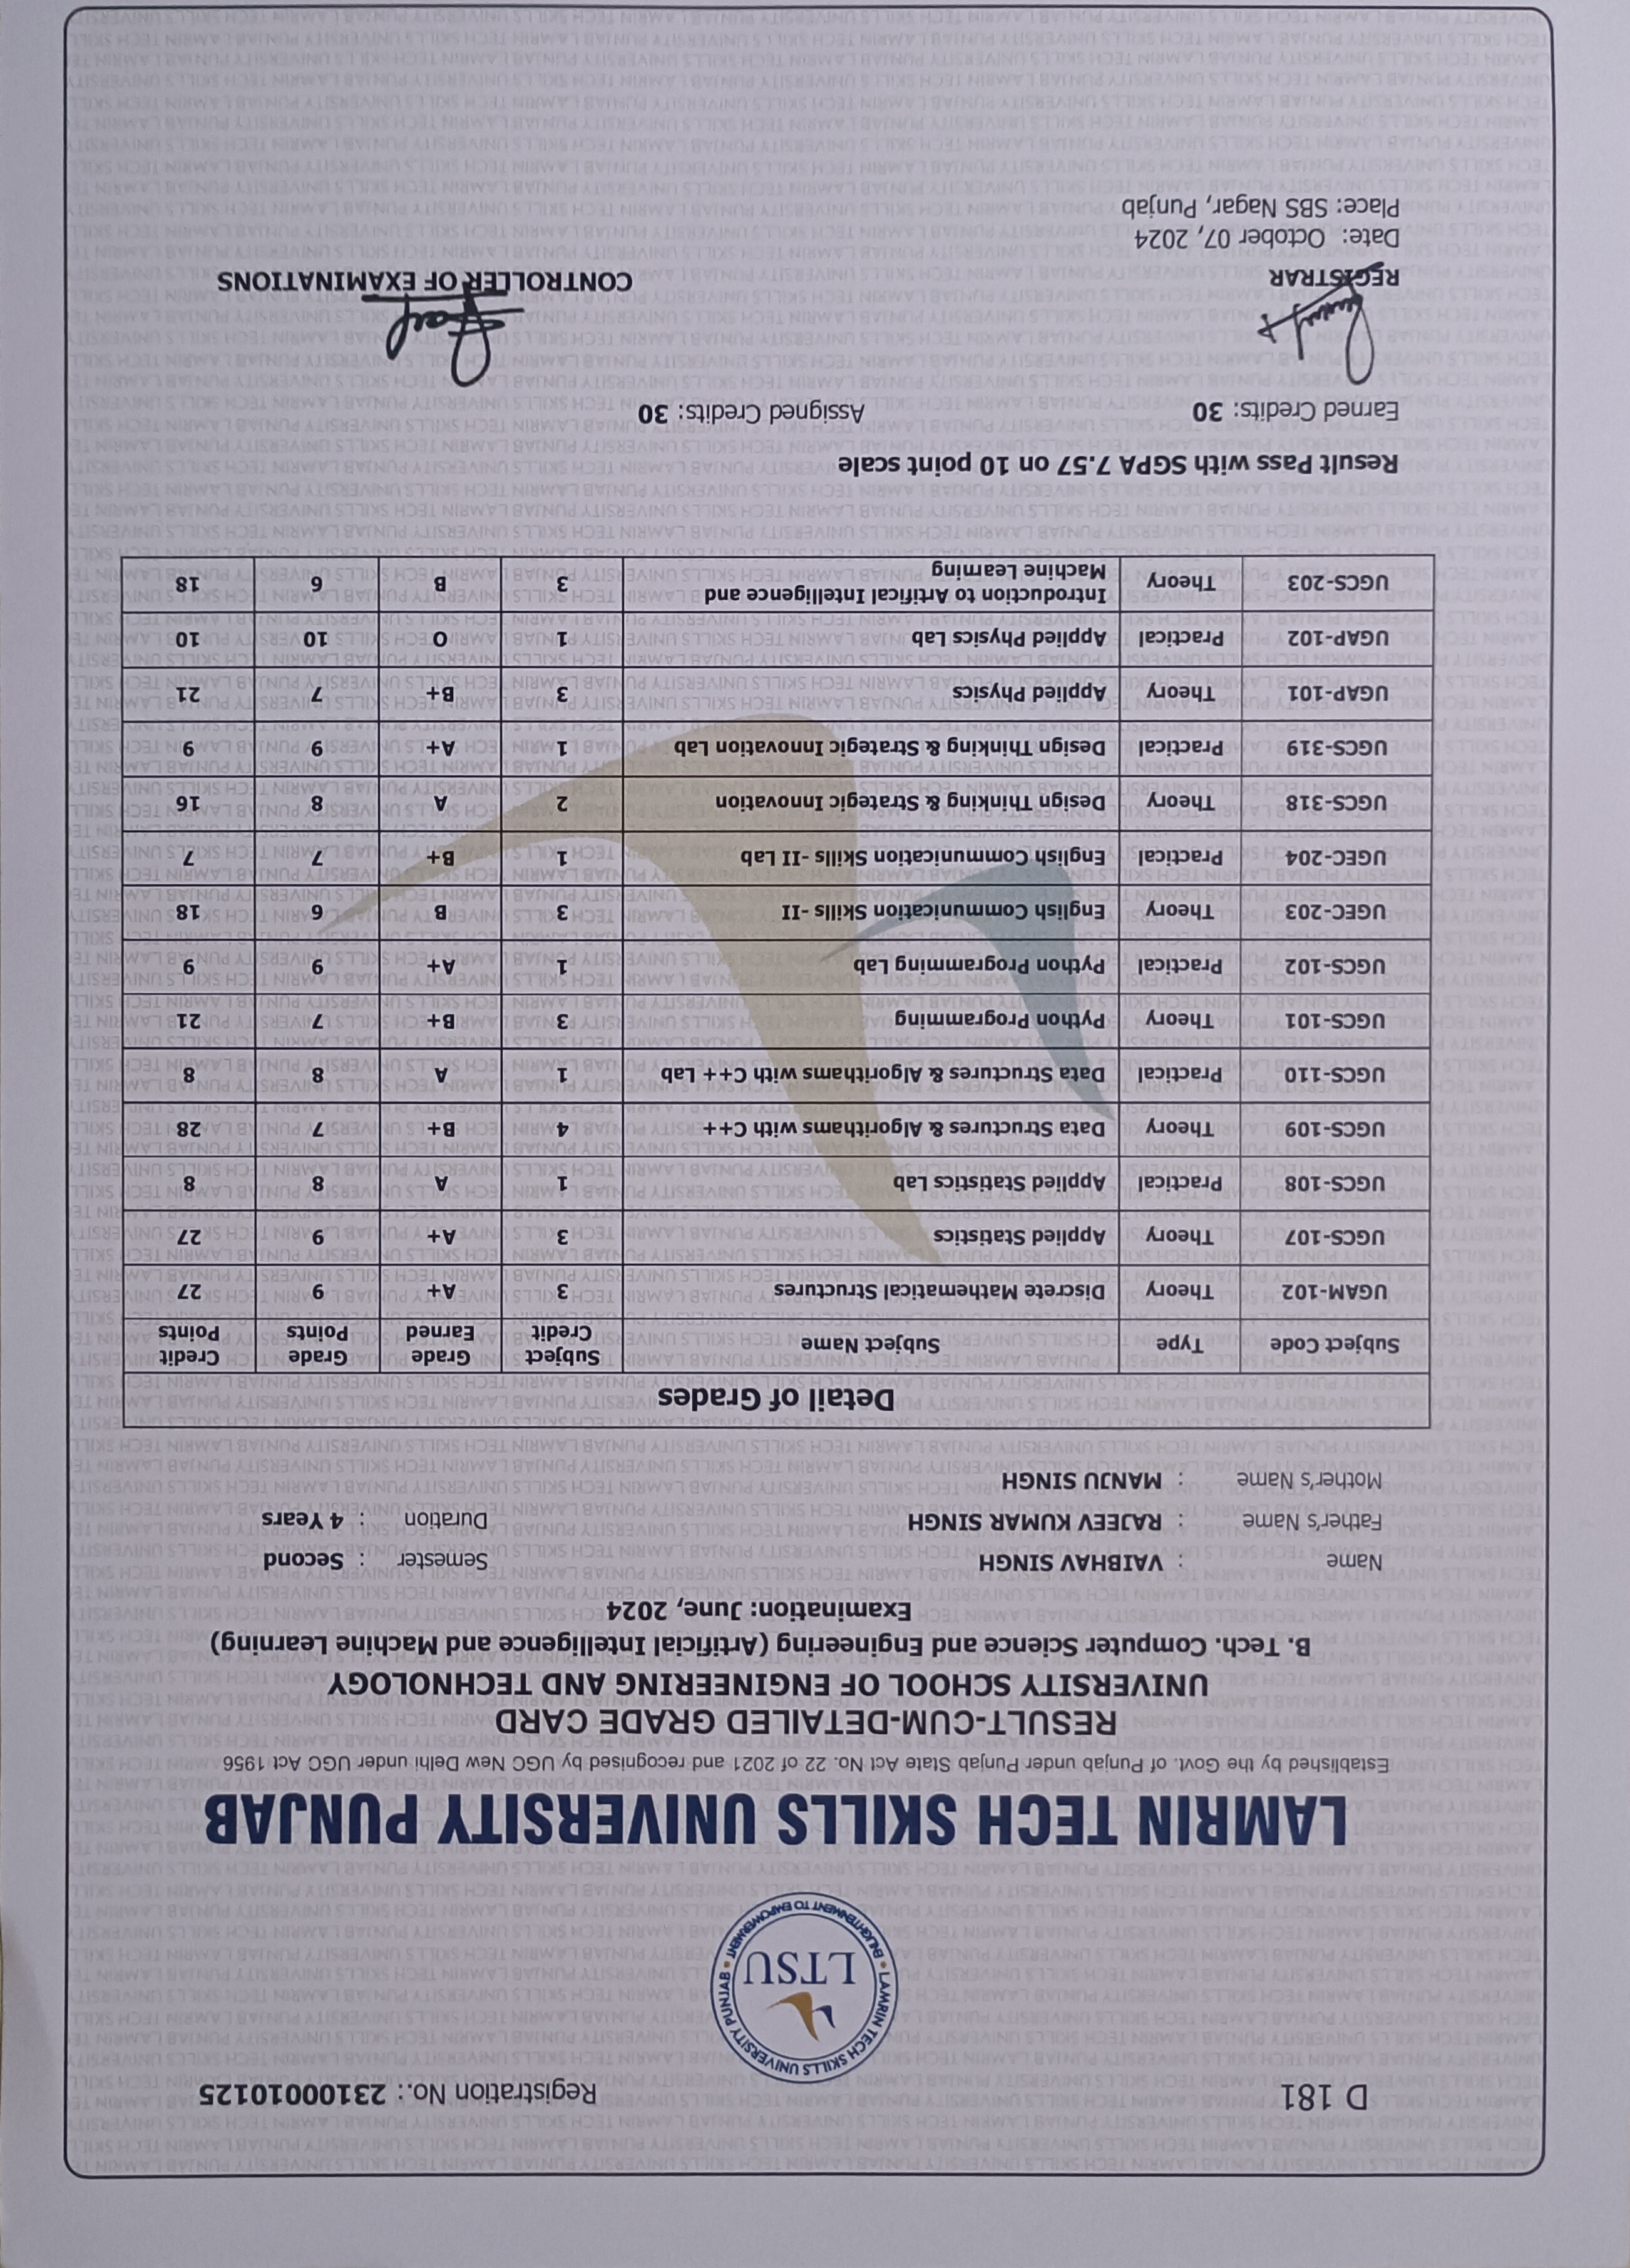 D 181
Registration No.: 2310001O125
LAMRIN TECH SKILLS UNIVERSITY PUNJAB • ENLIGHTENMENT TO EMPOWERMENT •
LTSU
LAMRIN TECH SKILLS UNIVERSITY PUNJAB
Established by the Govt. of Punjab under Punjab State Act No. 22 of 2021 and recognised by UGC New Delhi under UGC Act 1956
RESULT-CUM-DETAILED GRADE CARD
UNIVERSITY SCHOOL OF ENGINEERING AND TECHNOLOGY
B. Tech. Computer Science and Engineering (Artificial Intelligence and Machine Learning)
Examination: June, 2024
Name : VAIBHAV SINGH Semester : Second
Father's Name : RAJEEV KUMAR SINGH Duration : 4 Years
Mother's Name : MANJU SINGH
Detail of Grades
Subject Code Type Subject Name Subject Credit Grade Earned Grade Points Credit Points
UGAM-102 Theory Discrete Mathematical Structures 3 A+ 9 27
UGCS-107 Theory Applied Statistics 3 A+ 9 27
UGCS-108 Practical Applied Statistics Lab 1 A 8 8
UGCS-109 Theory Data Structures & Algorithams with C++ 4 B+ 7 28
UGCS-110 Practical Data Structures & Algorithams with C++ Lab 1 A 8 8
UGCS-101 Theory Python Programming 3 B+ 7 21
UGCS-102 Practical Python Programming Lab 1 A+ 9 9
UGEC-203 Theory English Communication Skills -II 3 B 6 18
UGEC-204 Practical English Communication Skills -II Lab 1 B+ 7 7
UGCS-318 Theory Design Thinking & Strategic Innovation 2 A 8 16
UGCS-319 Practical Design Thinking & Strategic Innovation Lab 1 A+ 9 9
UGAP-101 Theory Applied Physics 3 B+ 7 21
UGAP-102 Practical Applied Physics Lab 1 O 10 10
UGCS-203 Theory Introduction to Artifical Intelligence and Machine Learning 3 B 6 18
Result Pass with SGPA 7.57 on 10 point scale
Earned Credits: 30 Assigned Credits: 30
REGISTRAR CONTROLLER OF EXAMINATIONS
Date: October 07, 2024
Place: SBS Nagar, Punjab